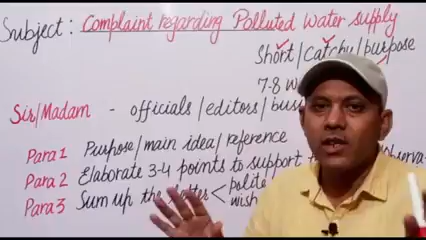 Subject: Complaint regarding Polluted Water supply
Short/catchy/purpose
7-8 w
Sir/Madam - officials/editors/busi
Para 1 Purpose/main idea/reference
Para 2 Elaborate 3-4 points to support
Para 3 Sum up the polite
wish